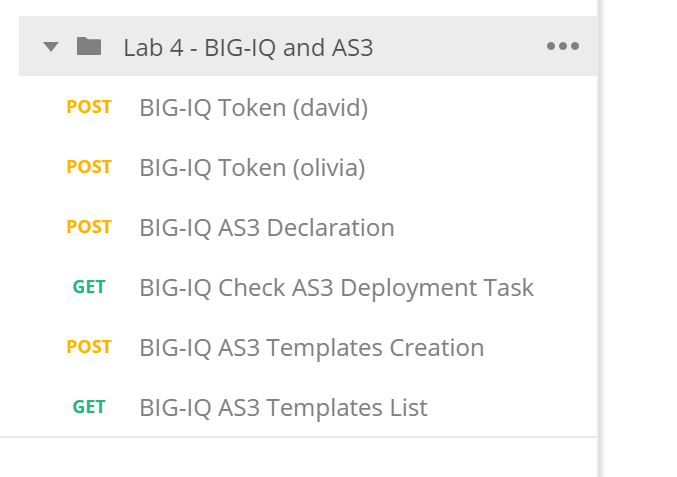 Lab 4 - BIG-IQ and AS3
POST BIG-IQ Token (david)
POST BIG-IQ Token (olivia)
POST BIG-IQ AS3 Declaration
GET BIG-IQ Check AS3 Deployment Task
POST BIG-IQ AS3 Templates Creation
GET BIG-IQ AS3 Templates List